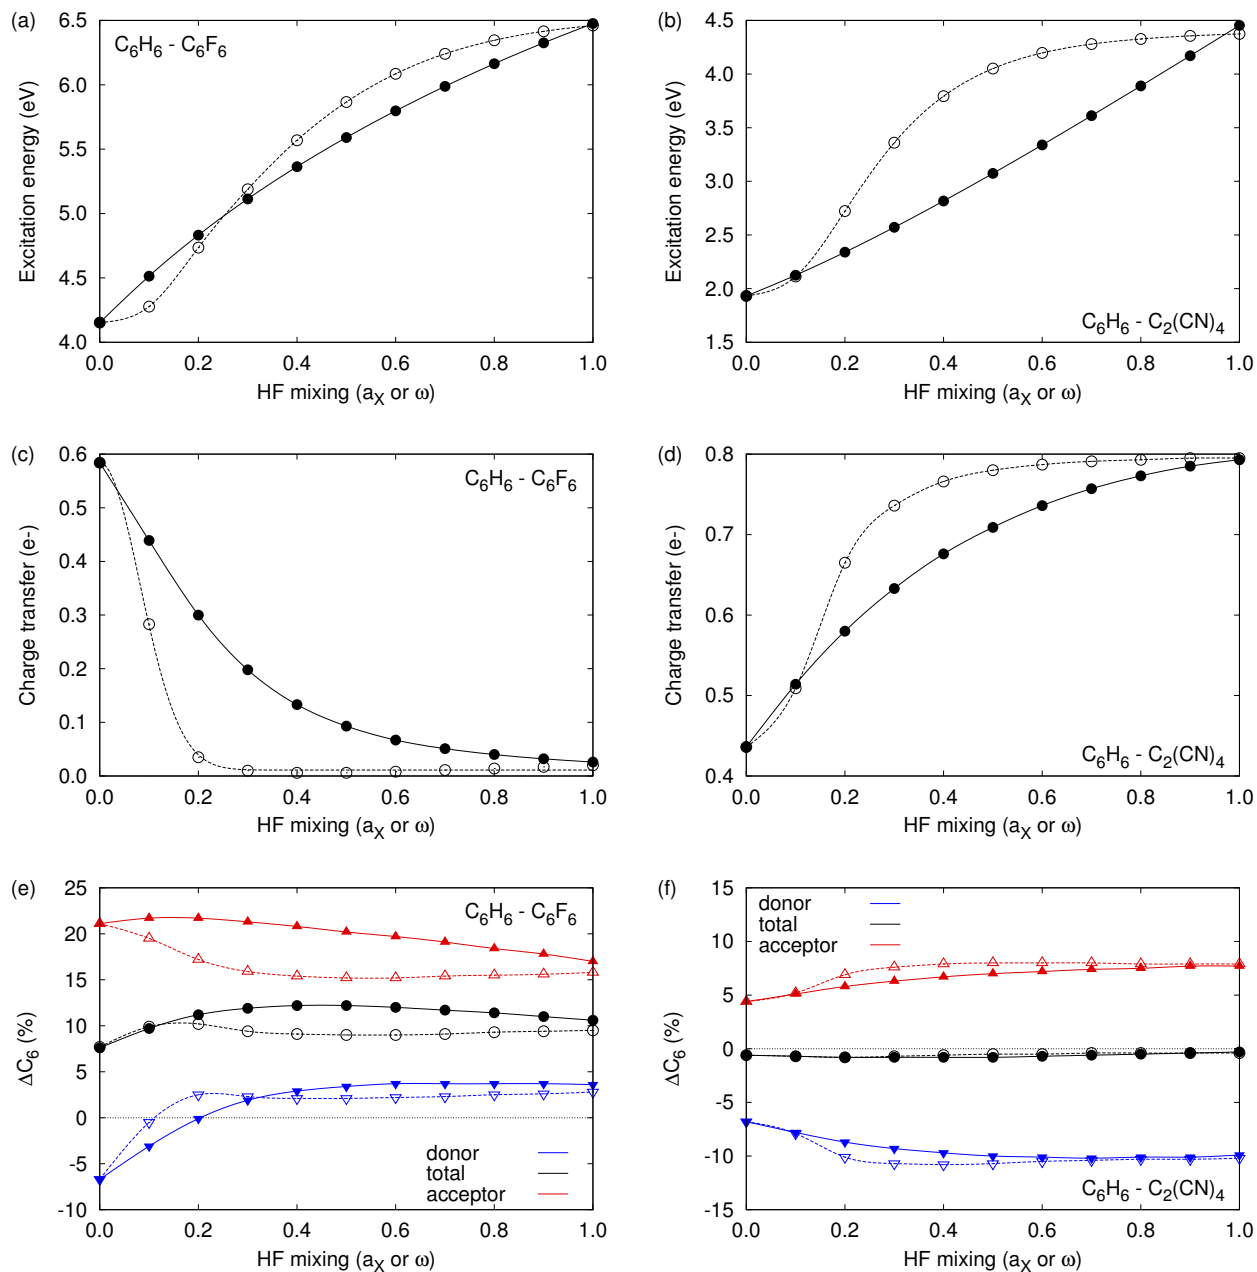 (a)
6.5
6.0
5.5
5.0
4.5
4.0
Excitation energy (eV)
C₆H₆ - C₆F₆
0.0 0.2 0.4 0.6 0.8 1.0
HF mixing (aₓ or ω)
(b)
4.5
4.0
3.5
3.0
2.5
2.0
1.5
Excitation energy (eV)
C₆H₆ - C₂(CN)₄
0.0 0.2 0.4 0.6 0.8 1.0
HF mixing (aₓ or ω)
(c)
0.6
0.5
0.4
0.3
0.2
0.1
0.0
Charge transfer (e-)
C₆H₆ - C₆F₆
0.0 0.2 0.4 0.6 0.8 1.0
HF mixing (aₓ or ω)
(d)
0.8
0.7
0.6
0.5
0.4
Charge transfer (e-)
C₆H₆ - C₂(CN)₄
0.0 0.2 0.4 0.6 0.8 1.0
HF mixing (aₓ or ω)
(e)
25
20
15
10
5
0
-5
-10
ΔC₆ (%)
C₆H₆ - C₆F₆
donor
total
acceptor
0.0 0.2 0.4 0.6 0.8 1.0
HF mixing (aₓ or ω)
(f)
15
10
5
0
-5
-10
-15
ΔC₆ (%)
donor
total
acceptor
C₆H₆ - C₂(CN)₄
0.0 0.2 0.4 0.6 0.8 1.0
HF mixing (aₓ or ω)